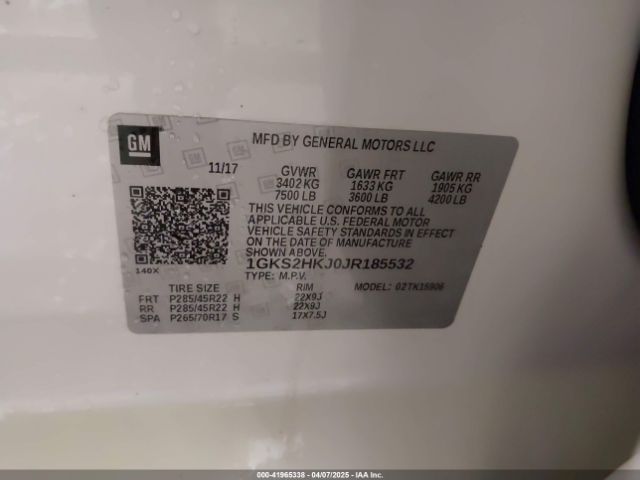 GM
MFD BY GENERAL MOTORS LLC
11/17
GVWR GAWR FRT GAWR RR
3402 KG 1633 KG 1905 KG
7500 LB 3600 LB 4200 LB
THIS VEHICLE CONFORMS TO ALL
APPLICABLE U.S. FEDERAL MOTOR
VEHICLE SAFETY STANDARDS IN
EFFECT ON THE DATE OF
MANUFACTURE SHOWN ABOVE.
1GKS2HKJ0JR185532
TYPE: M.P.V. MODEL: 02TK15906
140X
TIRE SIZE RIM
FRT P285/45R22 H 22X9J
RR P285/45R22 H 22X9J
SPA P265/70R17 S 17X7.5J
000-41965338 - 04/07/2025 - IAA Inc.